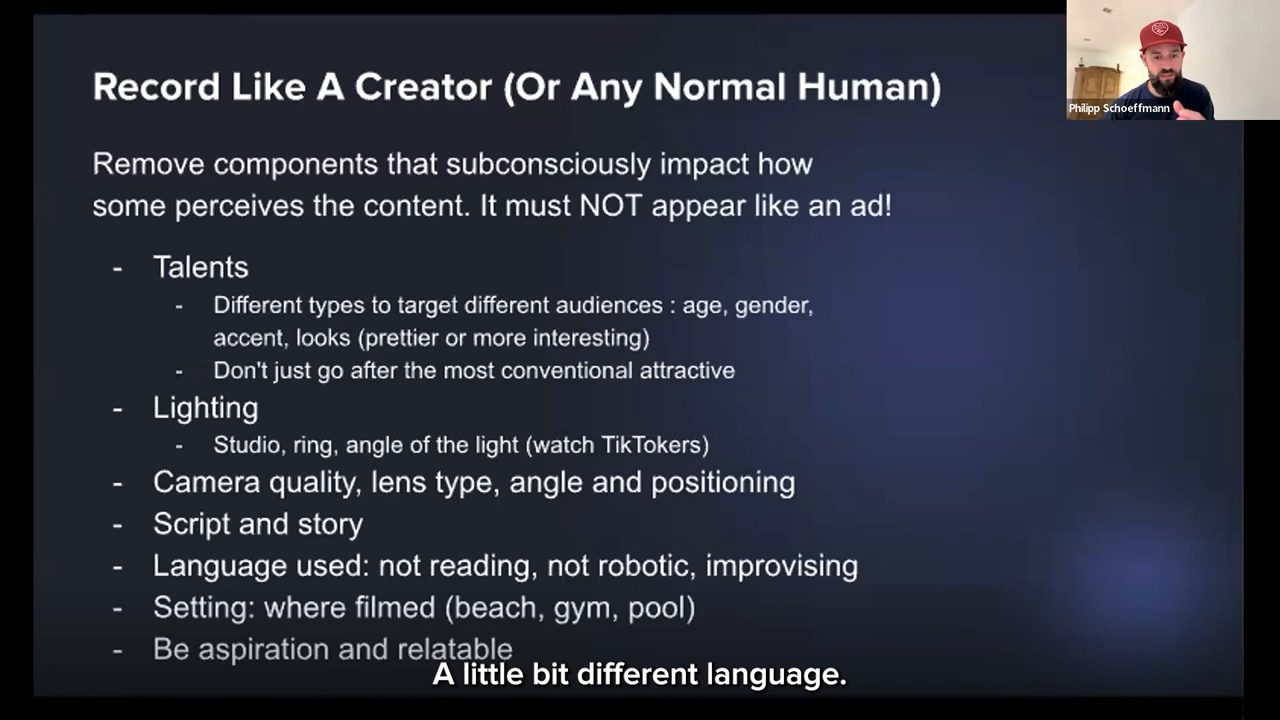 Record Like A Creator (Or Any Normal Human)
Philipp Schoeffmann
Remove components that subconsciously impact how
some perceives the content. It must NOT appear like an ad!
- Talents
- Different types to target different audiences : age, gender,
accent, looks (prettier or more interesting)
- Don't just go after the most conventional attractive
- Lighting
- Studio, ring, angle of the light (watch TikTokers)
- Camera quality, lens type, angle and positioning
- Script and story
- Language used: not reading, not robotic, improvising
- Setting: where filmed (beach, gym, pool)
- Be aspiration and relatable
A little bit different language.